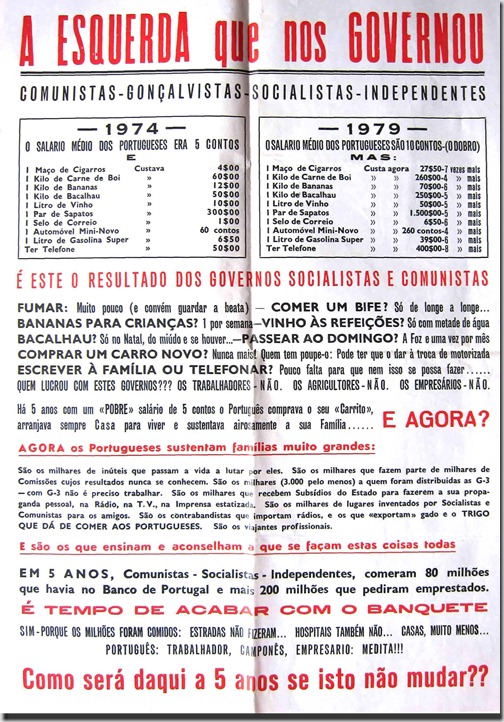 A ESQUERDA que nos GOVERNOU
COMUNISTAS-GONÇALVISTAS-SOCIALISTAS-INDEPENDENTES
— 1974 —
O SALARIO MÉDIO DOS PORTUGUESES ERA 5 CONTOS
E
1 Maço de Cigarros Custava 4$00
1 Kilo de Carne de Boi » 60$00
1 Kilo de Bananas » 12$00
1 Kilo de Bacalhau » 50$00
1 Litro de Vinho » 10$00
1 Par de Sapatos » 300$00
1 Selo de Correio » 1$00
1 Automóvel Mini-Novo » 60 contos
1 Litro de Gasolina Super » 6$50
Ter Telefone » 50$00
— 1979 —
O SALARIO MÉDIO DOS PORTUGUESES SÃO 10 CONTOS-(O DOBRO)
MAS:
1 Maço de Cigarros Custa agora 27$50-7 vezes mais
1 Kilo de Carne de Boi » » 260$00-4 » mais
1 Kilo de Bananas » » 70$00-6 » mais
1 Kilo de Bacalhau » » 250$00-5 » mais
1 Litro de Vinho » » 50$00-5 » mais
1 Par de Sapatos » » 1.500$00-5 » mais
1 Selo de Correio » » 6$50-6 » mais
1 Automóvel Mini-Novo » » 260 contos-4 » mais
1 Litro de Gasolina Super » » 39$00-6 » mais
Ter Telefone » » 400$00-8 » mais
É ESTE O RESULTADO DOS GOVERNOS SOCIALISTAS E COMUNISTAS
FUMAR: Muito pouco (e convém guardar a beata) — COMER UM BIFE? Só de longe a longe...
BANANAS PARA CRIANÇAS? 1 por semana—VINHO ÀS REFEIÇÕES? Só com metade de água
BACALHAU? Só no Natal, do miúdo e se houver...—PASSEAR AO DOMINGO? A Foz e uma vez por mês
COMPRAR UM CARRO NOVO? Nunca mais! Quem tem poupe-o: Pode ter que o dar à troca de motorizada
ESCREVER À FAMÍLIA OU TELEFONAR? Pouco falta para que nem isso se possa fazer......
QUEM LUCROU COM ESTES GOVERNOS??? OS TRABALHADORES-NÃO. OS AGRICULTORES-NÃO. OS EMPRESÁRIOS-NÃO.
Há 5 anos com um «POBRE» salário de 5 contos o Português comprava o seu «Carrito»,
arranjava sempre Casa para viver e sustentava airosamente a sua Família......
E AGORA?
AGORA os Portugueses sustentam famílias muito grandes:
São os milhares de inúteis que passam a vida a lutar por eles. São os milhares que fazem parte de milhares de
Comissões cujos resultados nunca se conhecem. São os milhares (3.000 pelo menos) a quem foram distribuidas as G-3
—com G-3 não é preciso trabalhar. São os milhares que recebem Subsídios do Estado para fazerem a sua propa-
ganda pessoal, na Rádio, na T.V., na Imprensa estatizada. São os milhares de lugares inventados por Socialistas e
Comunistas para os amigos. São os contrabandistas que importam rádios, e os que «exportam» gado e o TRIGO
QUE DÁ DE COMER AOS PORTUGUESES. São os viajantes profissionais.
E são os que ensinam e aconselham a que se façam estas coisas todas
EM 5 ANOS, Comunistas - Socialistas - Independentes, comeram 80 milhões
que havia no Banco de Portugal e mais 200 milhões que pediram emprestados.
É TEMPO DE ACABAR COM O BANQUETE
SIM-PORQUE OS MILHÕES FORAM COMIDOS: ESTRADAS NÃO FIZERAM... HOSPITAIS TAMBÉM NÃO... CASAS, MUITO MENOS...
PORTUGUÊS: TRABALHADOR, CAMPONÊS, EMPRESARIO: MEDITA!!!
Como será daqui a 5 anos se isto não mudar??